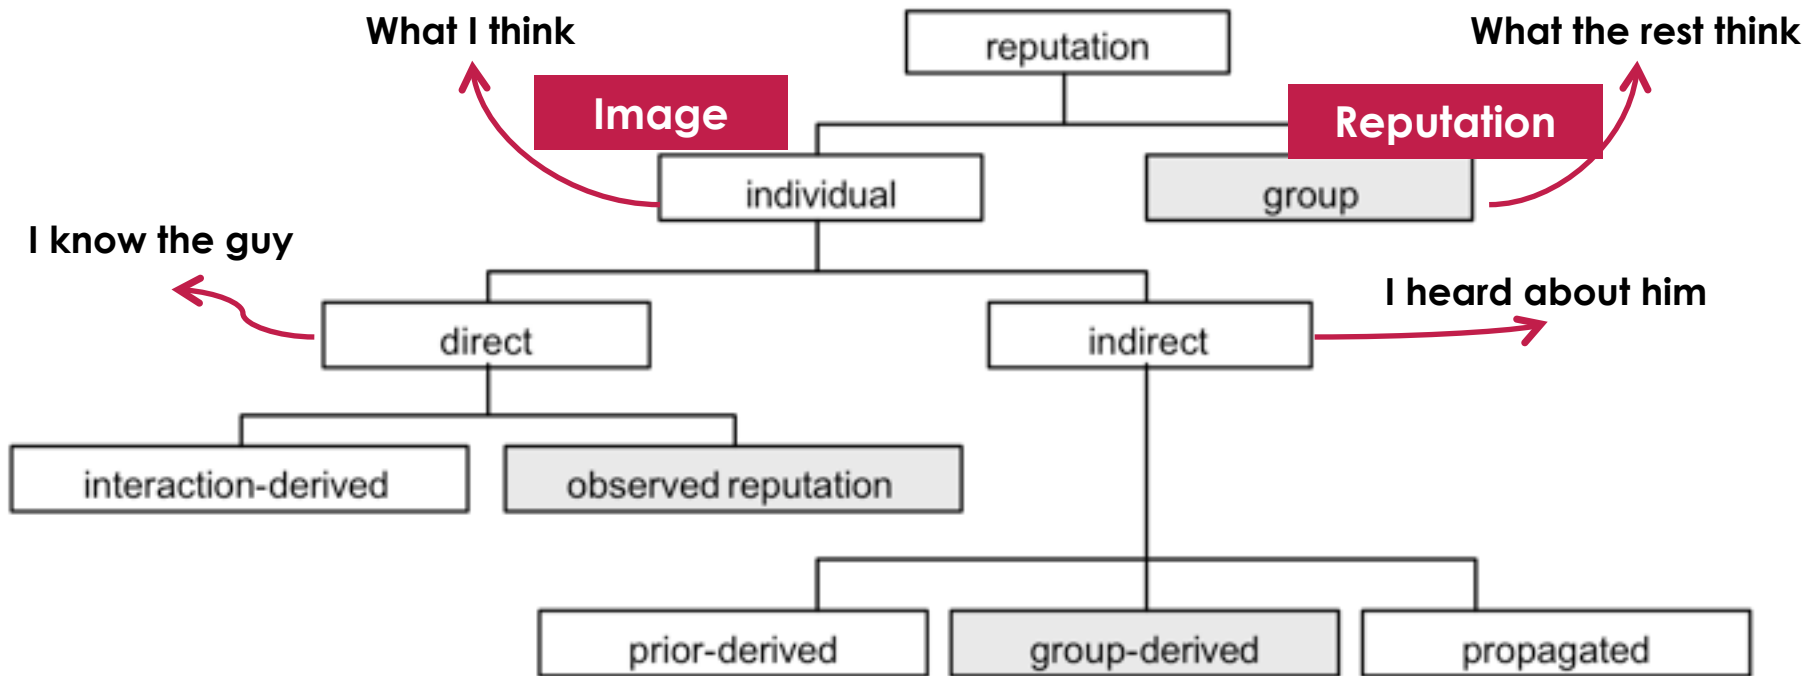 What I think
reputation
What the rest think
Image
Reputation
individual
group
I know the guy
I heard about him
direct
indirect
interaction-derived
observed reputation
prior-derived
group-derived
propagated